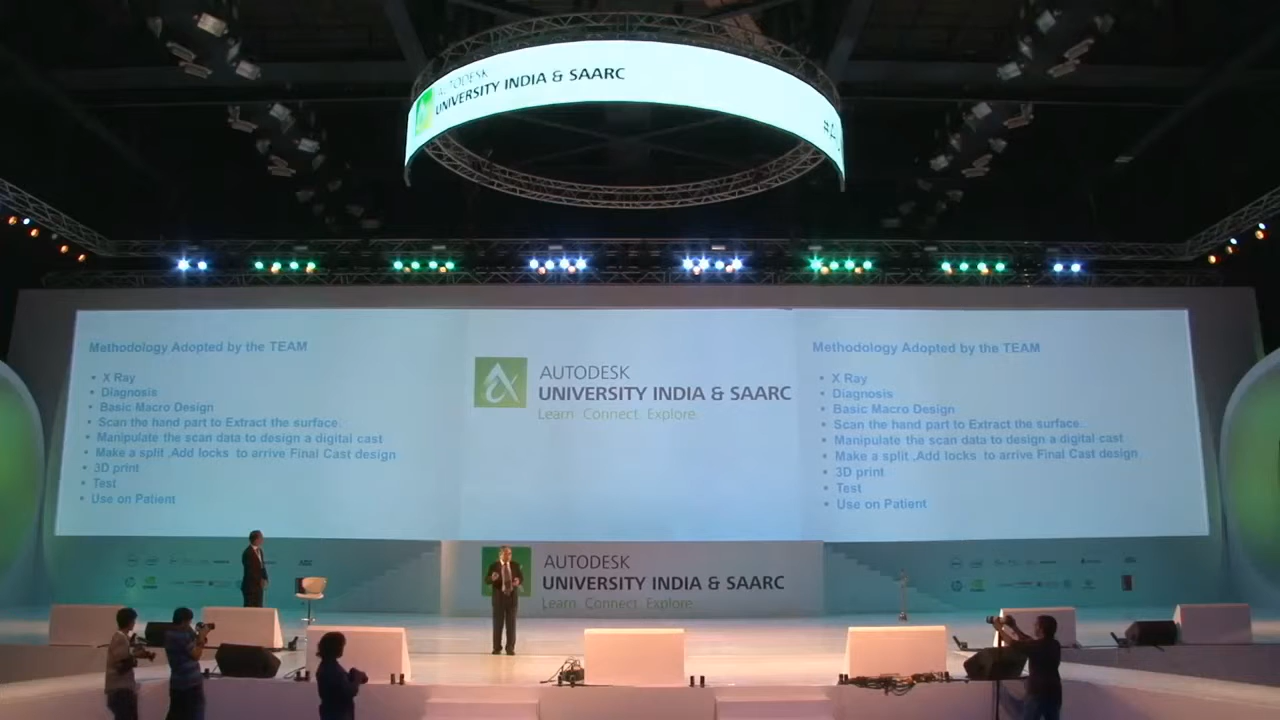 AUTODESK
UNIVERSITY INDIA & SAARC
Methodology Adopted by the TEAM
• X Ray
• Diagnosis
• Basic Macro Design
• Scan the hand part to Extract the surface.
• Manipulate the scan data to design a digital cast
• Make a split ,Add locks to arrive Final Cast design
• 3D print
• Test
• Use on Patient
AUTODESK
UNIVERSITY INDIA & SAARC
Learn. Connect. Explore.
Methodology Adopted by the TEAM
• X Ray
• Diagnosis
• Basic Macro Design
• Scan the hand part to Extract the surface.
• Manipulate the scan data to design a digital cast
• Make a split ,Add locks to arrive Final Cast design
• 3D print
• Test
• Use on Patient
AUTODESK
UNIVERSITY INDIA & SAARC
Learn. Connect. Explore.